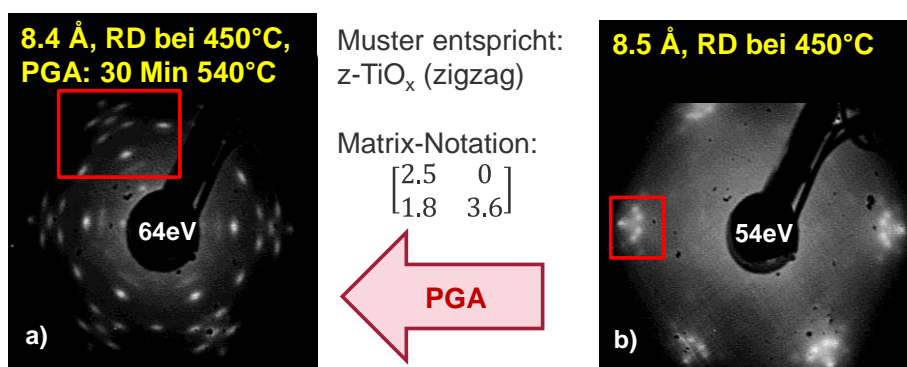 8.4 Å, RD bei 450°C,
PGA: 30 Min 540°C
64eV
a)
Muster entspricht:
z-TiOₓ (zigzag)
Matrix-Notation:
[2.5 0
1.8 3.6]
PGA
8.5 Å, RD bei 450°C
54eV
b)